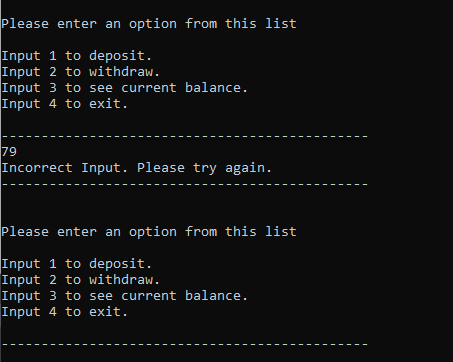 Please enter an option from this list
Input 1 to deposit.
Input 2 to withdraw.
Input 3 to see current balance.
Input 4 to exit.
----------------------------------------------
79
Incorrect Input. Please try again.
----------------------------------------------
Please enter an option from this list
Input 1 to deposit.
Input 2 to withdraw.
Input 3 to see current balance.
Input 4 to exit.
----------------------------------------------